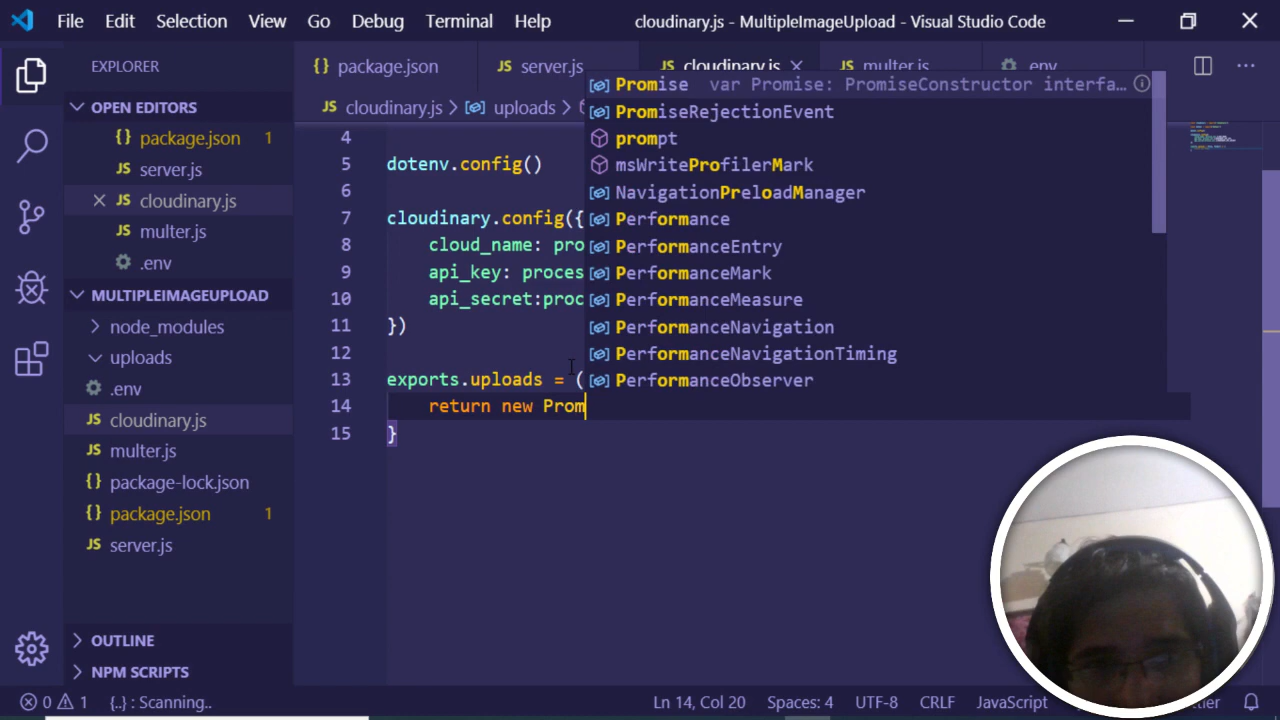 File Edit Selection View Go Debug Terminal Help cloudinary.js - MultipleImageUpload - Visual Studio Code
EXPLORER
OPEN EDITORS
{} package.json 1
JS server.js
JS cloudinary.js
JS multer.js
.env
MULTIPLEIMAGEUPLOAD
node_modules
uploads
.env
JS cloudinary.js
JS multer.js
{} package-lock.json
{} package.json 1
JS server.js
OUTLINE
NPM SCRIPTS
{} package.json JS server.js JS cloudinary.js JS multer.js .env
JS cloudinary.js > uploads
4
5 dotenv.config()
6
7 cloudinary.config({
8 cloud_name: pro
9 api_key: proces
10 api_secret:proc
11 })
12
13 exports.uploads = (
14 return new Prom
15 }
Promise var Promise: PromiseConstructor interfa…
PromiseRejectionEvent
prompt
msWriteProfilerMark
NavigationPreloadManager
Performance
PerformanceEntry
PerformanceMark
PerformanceMeasure
PerformanceNavigation
PerformanceNavigationTiming
PerformanceObserver
0 1 {..} : Scanning.. Ln 14, Col 20 Spaces: 4 UTF-8 CRLF JavaScript